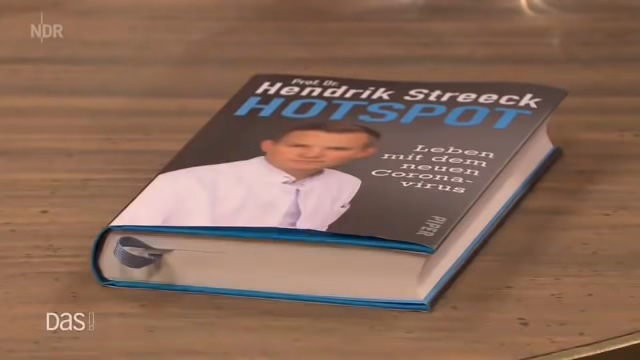 NDR
Prof. Dr.
Hendrik Streeck
HOTSPOT
Leben
mit dem
neuen
Corona-
virus
PIPER
DAS!